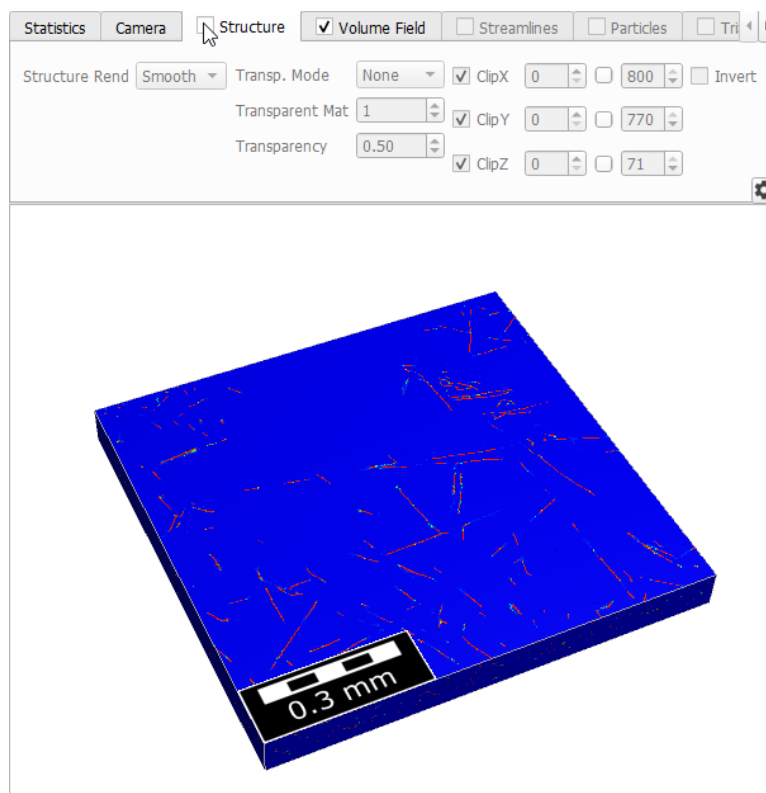 Statistics Camera Structure Volume Field Streamlines Particles Tri
Structure Rend Smooth Transp. Mode None ClipX 0 800 Invert
Transparent Mat 1 ClipY 0 770
Transparency 0.50 ClipZ 0 71
0.3 mm